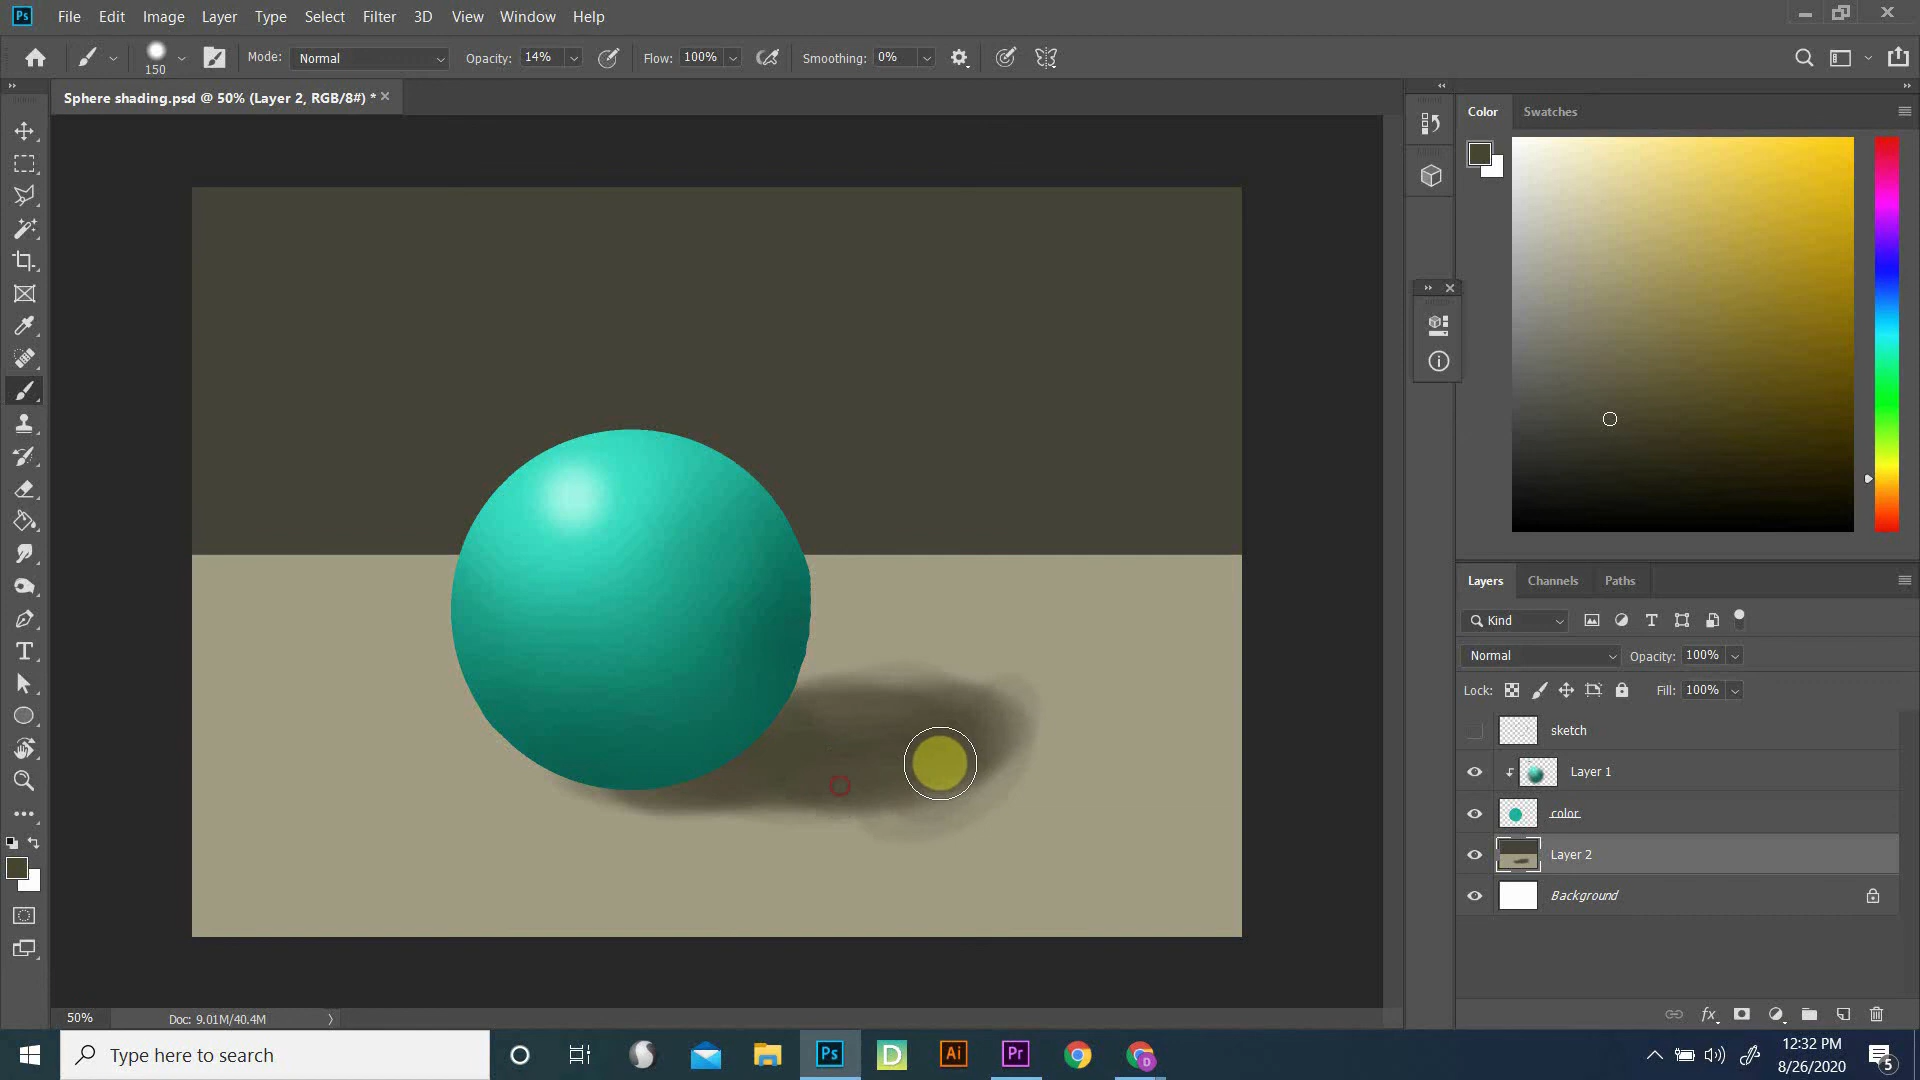 Ps File Edit Image Layer Type Select Filter 3D View Window Help
150 Mode: Normal Opacity: 14% Flow: 100% Smoothing: 0%
Sphere shading.psd @ 50% (Layer 2, RGB/8#) *
Color Swatches
Layers Channels Paths
Kind
Normal Opacity: 100%
Lock: Fill: 100%
sketch
Layer 1
color
Layer 2
Background
50% Doc: 9.01M/40.4M
Type here to search
Ps D Ai Pr D
12:32 PM
8/26/2020
5